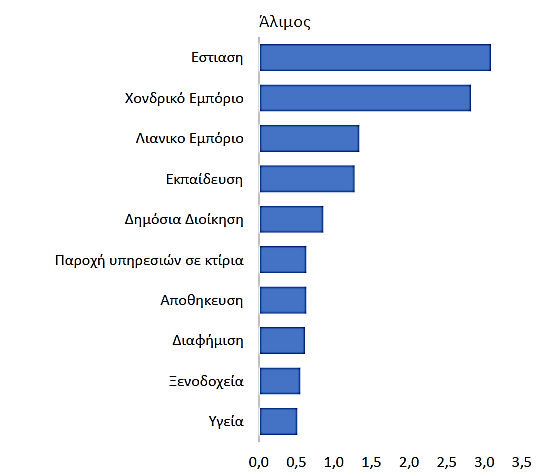 Άλιμος
Εστιαση
Χονδρικό Εμπόριο
Λιανικο Εμπόριο
Εκπαίδευση
Δημόσια Διοίκηση
Παροχή υπηρεσιών σε κτίρια
Αποθηκευση
Διαφήμιση
Ξενοδοχεία
Υγεία
0,0 0,5 1,0 1,5 2,0 2,5 3,0 3,5